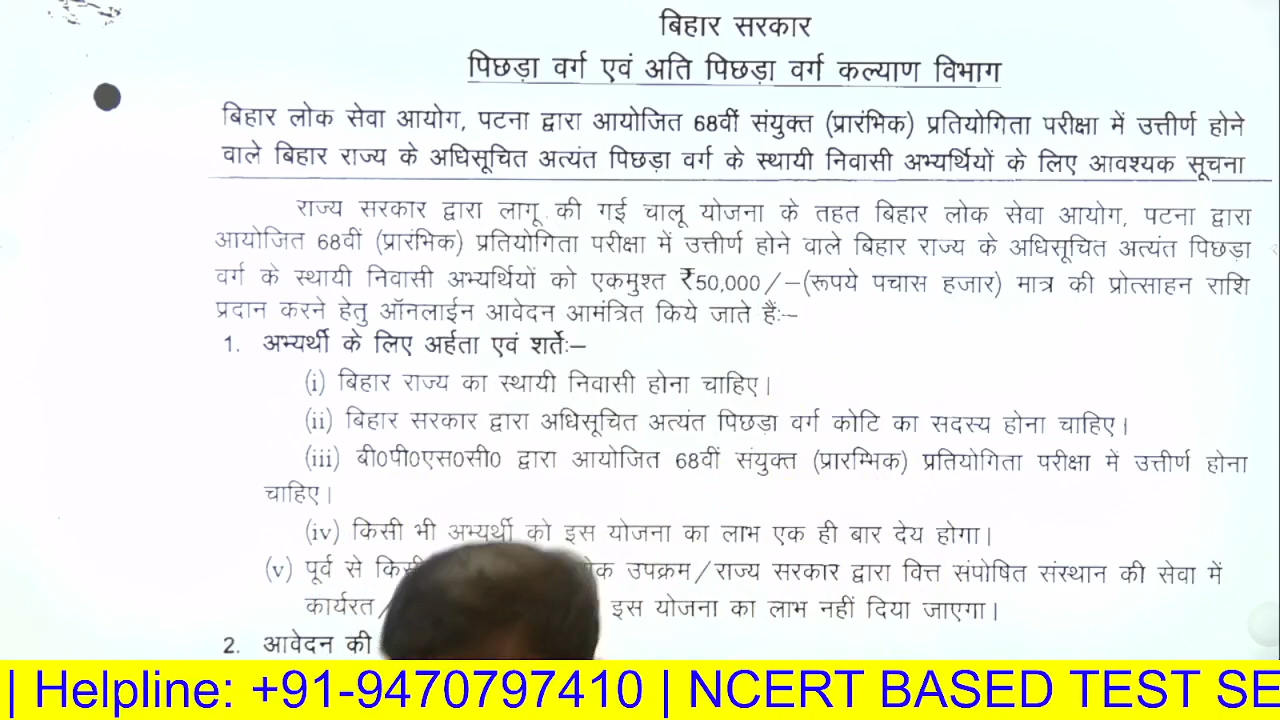 बिहार सरकार
पिछड़ा वर्ग एवं अति पिछड़ा वर्ग कल्याण विभाग
बिहार लोक सेवा आयोग, पटना द्वारा आयोजित 68वीं संयुक्त (प्रारंभिक) प्रतियोगिता परीक्षा में उत्तीर्ण होने
वाले बिहार राज्य के अधिसूचित अत्यंत पिछड़ा वर्ग के स्थायी निवासी अभ्यर्थियों के लिए आवश्यक सूचना
राज्य सरकार द्वारा लागू की गई चालू योजना के तहत बिहार लोक सेवा आयोग, पटना द्वारा
आयोजित 68वीं (प्रारंभिक) प्रतियोगिता परीक्षा में उत्तीर्ण होने वाले बिहार राज्य के अधिसूचित अत्यंत पिछड़ा
वर्ग के स्थायी निवासी अभ्यर्थियों को एकमुश्त ₹50,000/-(रूपये पचास हजार) मात्र की प्रोत्साहन राशि
प्रदान करने हेतु ऑनलाईन आवेदन आमंत्रित किये जाते हैंः–
1. अभ्यर्थी के लिए अर्हता एवं शर्तेः–
(i) बिहार राज्य का स्थायी निवासी होना चाहिए।
(ii) बिहार सरकार द्वारा अधिसूचित अत्यंत पिछड़ा वर्ग कोटि का सदस्य होना चाहिए।
(iii) बी0पी0एस0सी0 द्वारा आयोजित 68वीं संयुक्त (प्रारम्भिक) प्रतियोगिता परीक्षा में उत्तीर्ण होना
चाहिए।
(iv) किसी भी अभ्यर्थी को इस योजना का लाभ एक ही बार देय होगा।
(v) पूर्व से उपक्रम/राज्य सरकार द्वारा वित्त संपोषित संस्थान की सेवा में
कार्यरत/ इस योजना का लाभ नहीं दिया जाएगा।
2. आवेदन की
| Helpline: +91-9470797410 | NCERT BASED TEST SE